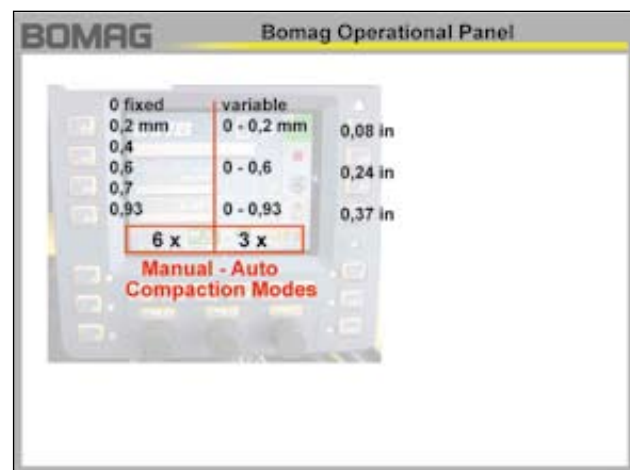 BOMAG Bomag Operational Panel
0 fixed variable
0,2 mm 0 - 0,2 mm 0,08 in
0,4
0,6 0 - 0,6 0,24 in
0,7
0,93 0 - 0,93 0,37 in
6 x 3 x
Manual - Auto
Compaction Modes